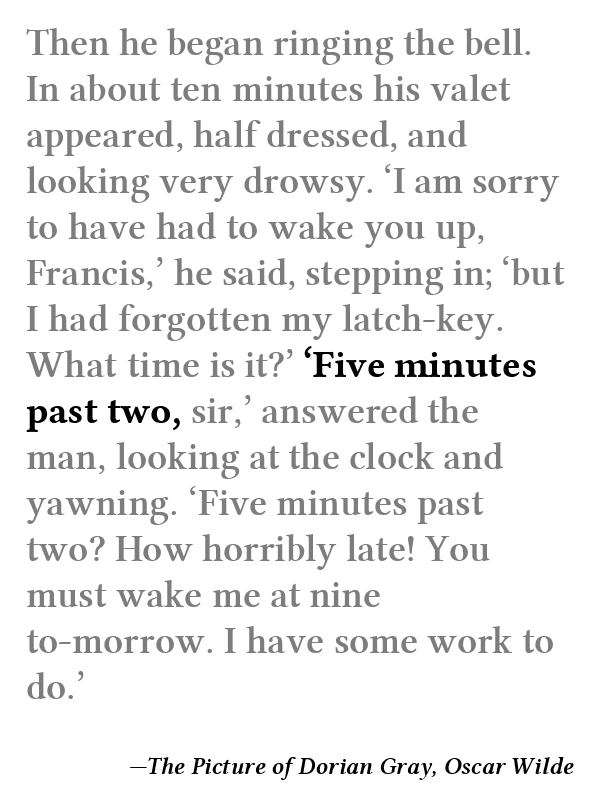 Then he began ringing the bell.
In about ten minutes his valet
appeared, half dressed, and
looking very drowsy. ‘I am sorry
to have had to wake you up,
Francis,’ he said, stepping in; ‘but
I had forgotten my latch-key.
What time is it?’ ‘Five minutes
past two, sir,’ answered the
man, looking at the clock and
yawning. ‘Five minutes past
two? How horribly late! You
must wake me at nine
to-morrow. I have some work to
do.’
—The Picture of Dorian Gray, Oscar Wilde